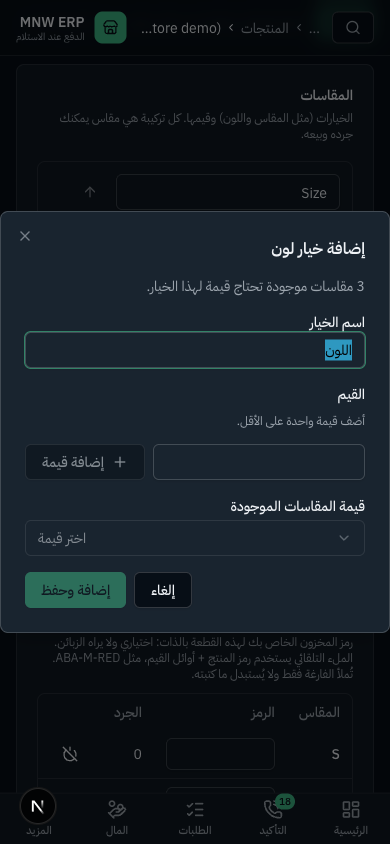 MNW ERP
الدفع عند الاستلام
... › المنتجات › ...tore demo)
المقاسات
الخيارات (مثل المقاس واللون) وقيمها. كل تركيبة هي مقاس يمكنك
جرده وبيعه.
Size
إضافة خيار لون
3 مقاسات موجودة تحتاج قيمة لهذا الخيار.
اسم الخيار
اللون
القيم
أضف قيمة واحدة على الأقل.
إضافة قيمة
قيمة المقاسات الموجودة
اختر قيمة
إلغاء
إضافة وحفظ
رمز المخزون الخاص بك لهذه القطعة بالذات: اختياري ولا يراه الزبائن.
الملء التلقائي يستخدم رمز المنتج + أوائل القيم، مثل ABA-M-RED.
تُملأ الفارغة فقط ولا يُستبدل ما كتبته.
المقاس الرمز الجرد
S 0
18
الرئيسية التأكيد الطلبات المال المزيد
N